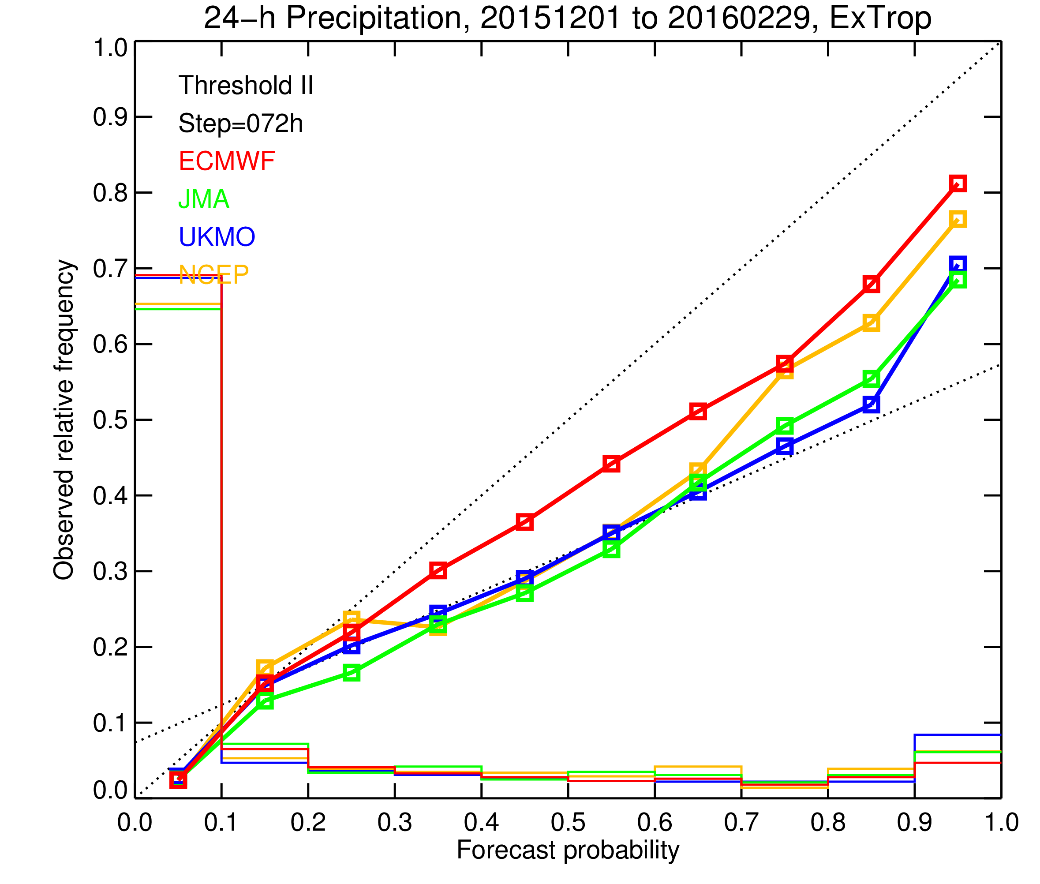 24−h Precipitation, 20151201 to 20160229, ExTrop
1.0
0.9
0.8
0.7
0.6
0.5
0.4
0.3
0.2
0.1
0.0
Observed relative frequency
Threshold II
Step=072h
ECMWF
JMA
UKMO
NCEP
0.0 0.1 0.2 0.3 0.4 0.5 0.6 0.7 0.8 0.9 1.0
Forecast probability